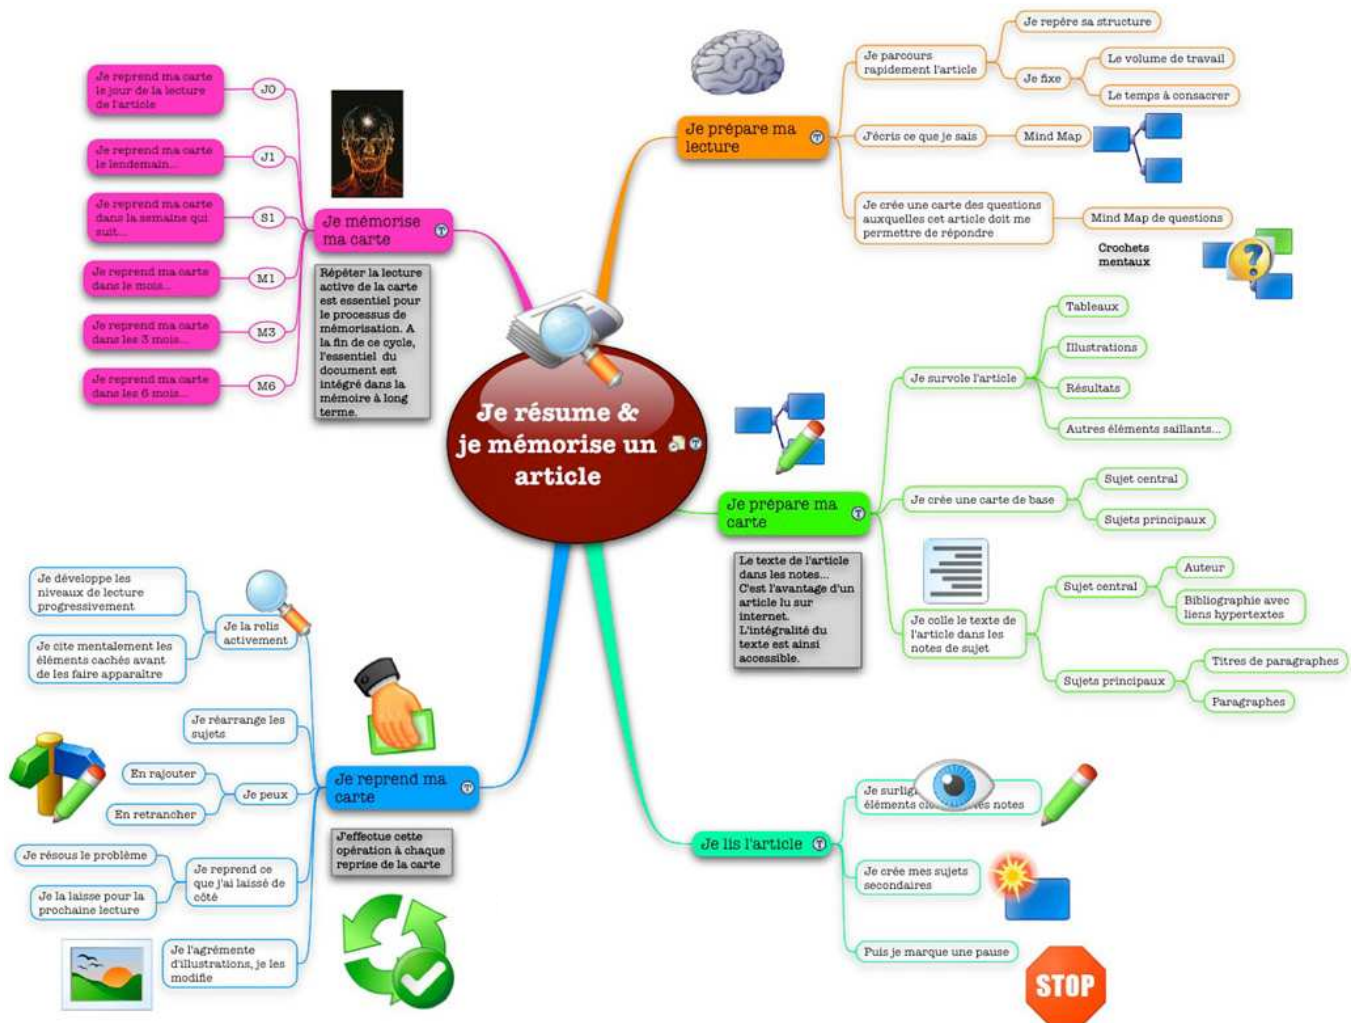 Je résume &
je mémorise un
article
Je prépare ma
lecture
Je parcours
rapidement l'article
Je repère sa structure
Je fixe
Le volume de travail
Le temps à consacrer
J'écris ce que je sais
Mind Map
Je crée une carte des questions
auxquelles cet article doit me
permettre de répondre
Mind Map de questions
Crochets
mentaux
Je prépare ma
carte
Le texte de l'article
dans les notes...
C'est l'avantage d'un
article lu sur
internet.
L'intégralité du
texte est ainsi
accessible.
Je survole l'article
Tableaux
Illustrations
Résultats
Autres éléments saillants...
Je crée une carte de base
Sujet central
Sujets principaux
Je colle le texte de
l'article dans les
notes de sujet
Sujet central
Auteur
Bibliographie avec
liens hypertextes
Sujets principaux
Titres de paragraphes
Paragraphes
Je lis l'article
Je surlig
éléments notes
Je crée mes sujets
secondaires
Puis je marque une pause
STOP
Je reprend ma
carte
J'effectue cette
opération à chaque
reprise de la carte
Je la relis
activement
Je développe les
niveaux de lecture
progressivement
Je cite mentalement les
éléments cachés avant
de les faire apparaître
Je réarrange les
sujets
Je peux
En rajouter
En retrancher
Je reprend ce
que j'ai laissé de
côté
Je résous le problème
Je la laisse pour la
prochaine lecture
Je l'agrémente
d'illustrations, je les
modifie
Je mémorise
ma carte
Répéter la lecture
active de la carte
est essentiel pour
le processus de
mémorisation. A
la fin de ce cycle,
l'essentiel du
document est
intégré dans la
mémoire à long
terme.
J0
Je reprend ma carte
le jour de la lecture
de l'article
J1
Je reprend ma carte
le lendemain...
S1
Je reprend ma carte
dans la semaine qui
suit...
M1
Je reprend ma carte
dans le mois...
M3
Je reprend ma carte
dans les 3 mois...
M6
Je reprend ma carte
dans les 6 mois...